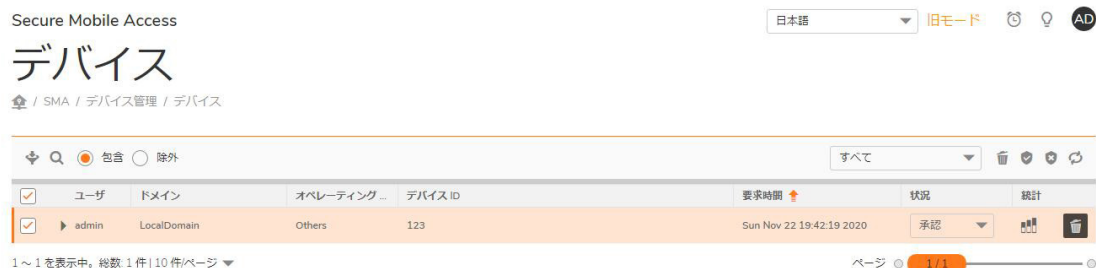 Secure Mobile Access
日本語
旧モード
AD
デバイス
/ SMA / デバイス管理 / デバイス
包含
除外
すべて
ユーザ ドメイン オペレーティング ... デバイス ID 要求時間 状況 統計
admin LocalDomain Others 123 Sun Nov 22 19:42:19 2020 承認
1 ~ 1 を表示中。総数: 1 件 | 10 件/ページ
ページ 1 / 1